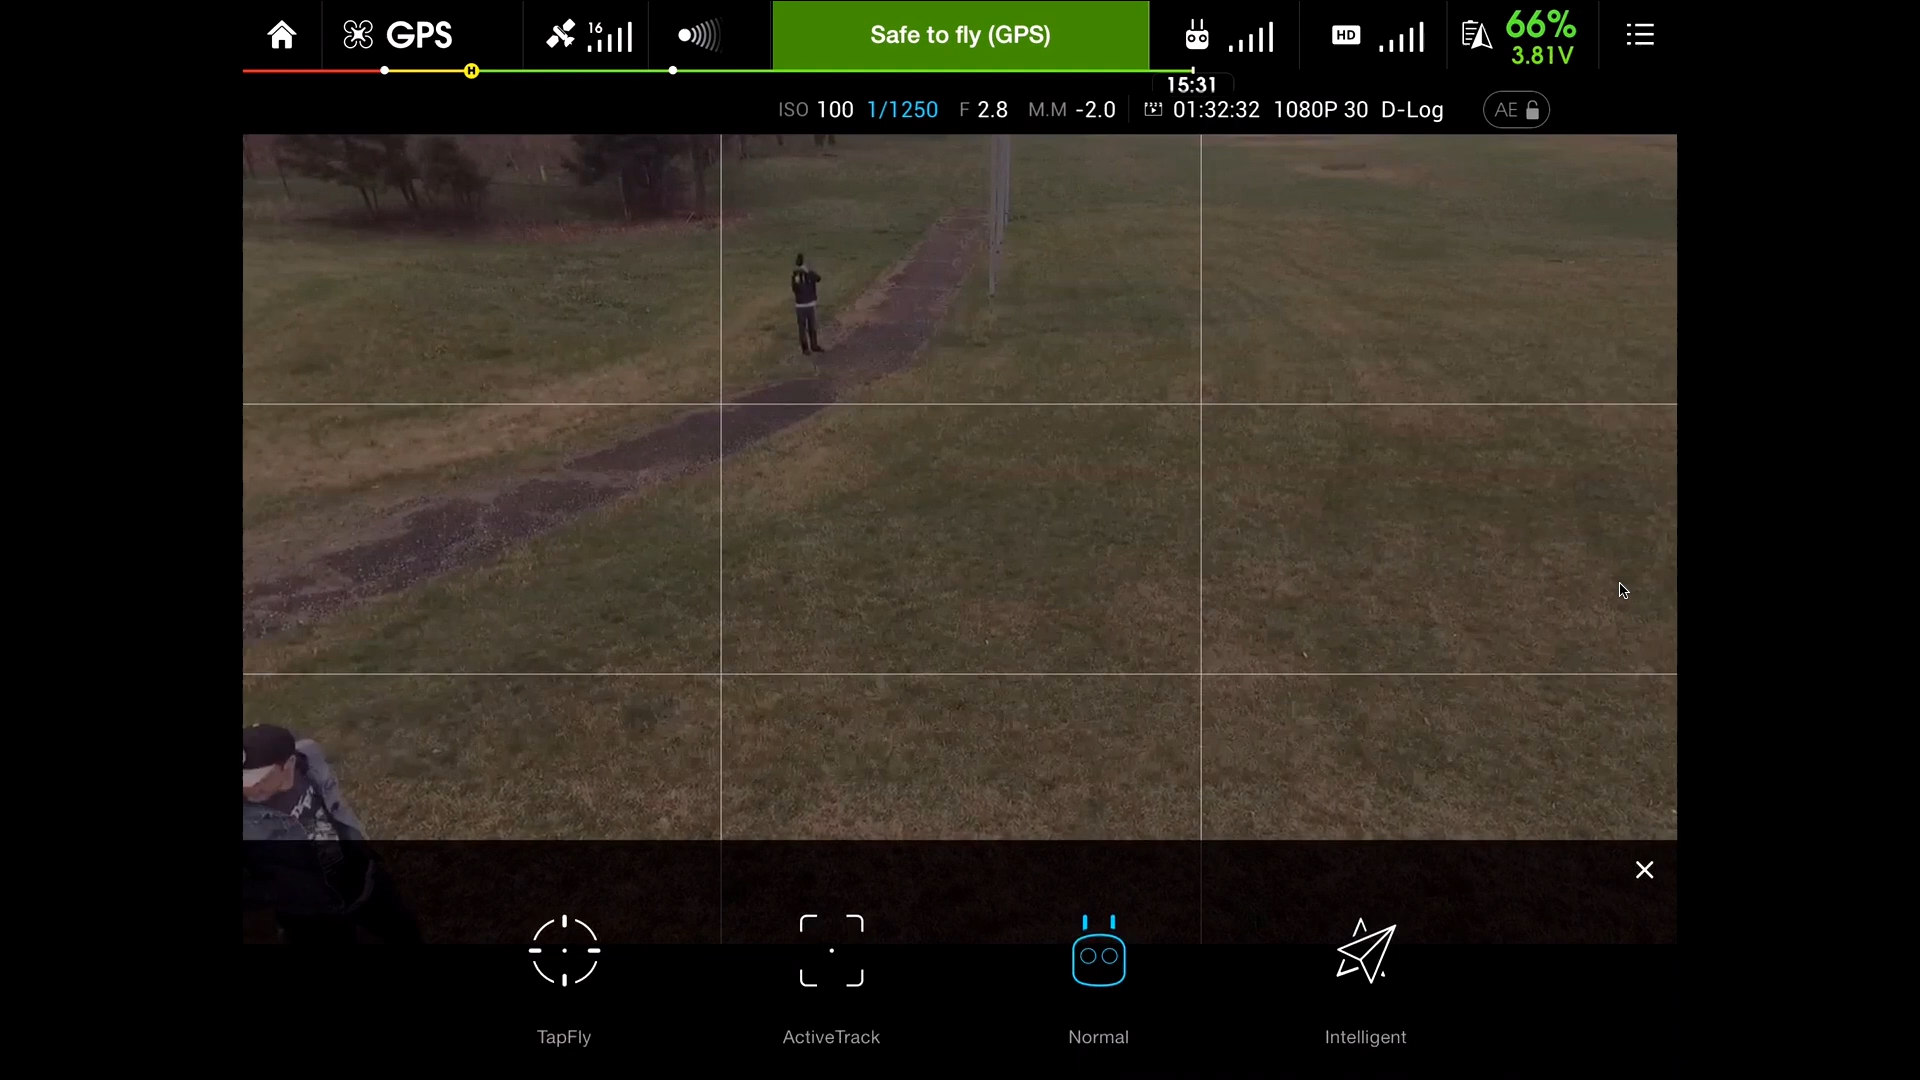 GPS
16
Safe to fly (GPS)
HD
66%
3.81V
H
15:31
ISO 100 1/1250 F 2.8 M.M -2.0 01:32:32 1080P 30 D-Log AE
TapFly
ActiveTrack
Normal
Intelligent